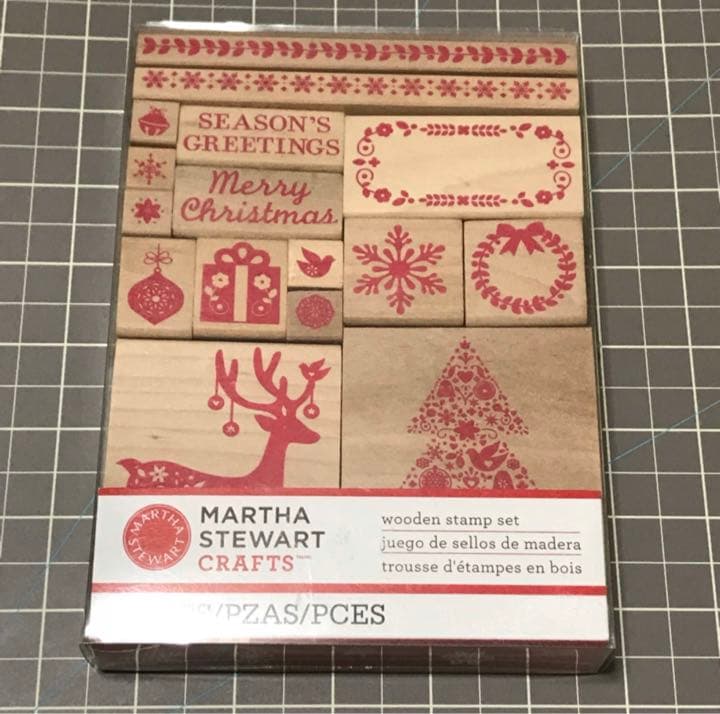 SEASON'S
GREETINGS
Merry
Christmas
MARTHA
STEWART
MARTHA
STEWART
CRAFTS
wooden stamp set
juego de sellos de madera
trousse d'étampes en bois
/PZAS/PCES